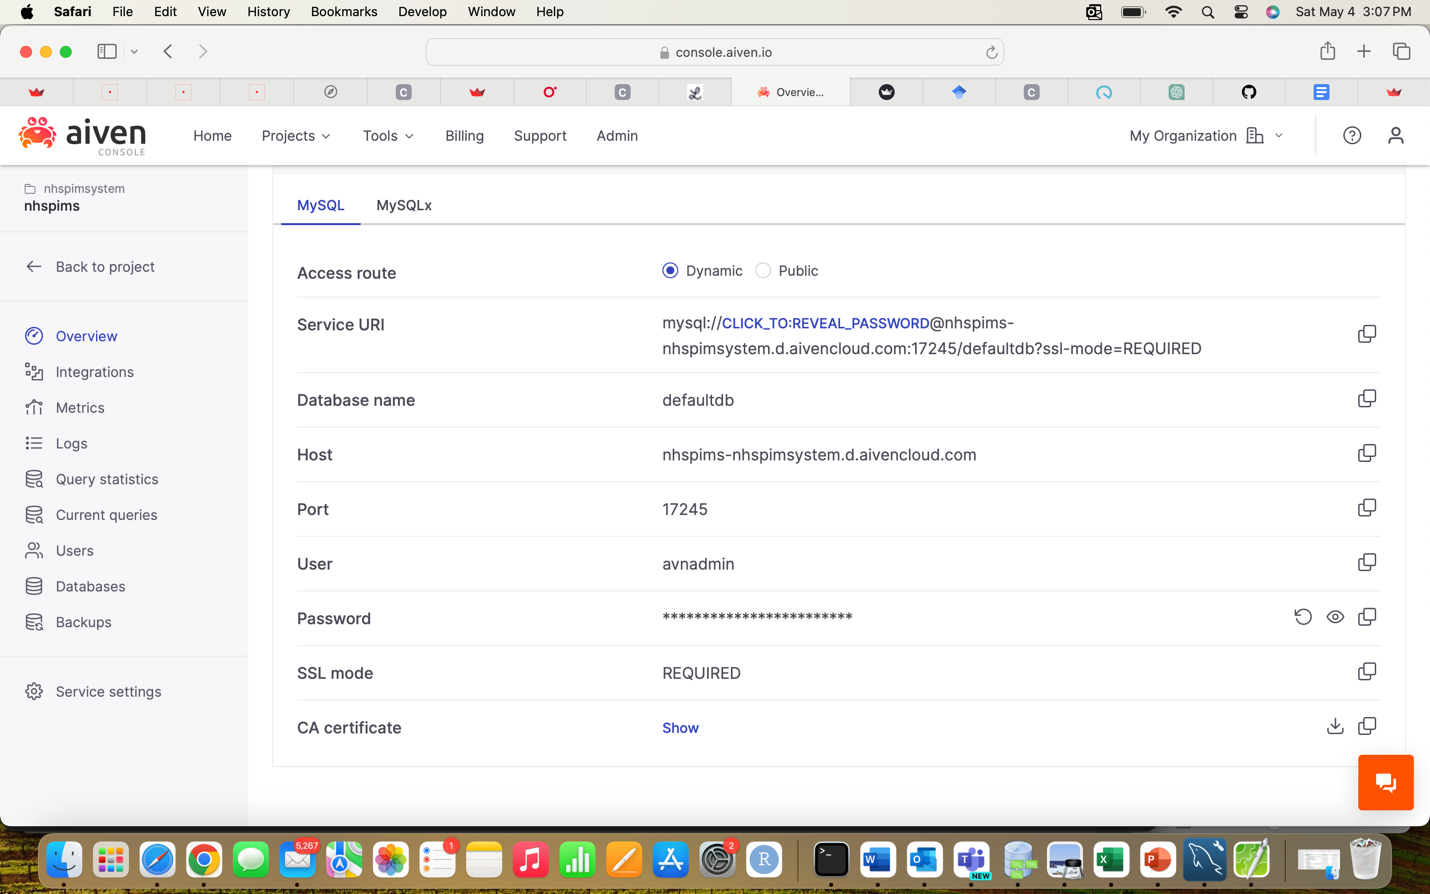 Safari File Edit View History Bookmarks Develop Window Help Sat May 4 3:07 PM
console.aiven.io
C C Overvie... C
aiven
CONSOLE
Home Projects Tools Billing Support Admin My Organization
nhspimsystem
nhspims
Back to project
Overview
Integrations
Metrics
Logs
Query statistics
Current queries
Users
Databases
Backups
Service settings
MySQL MySQLx
Access route Dynamic Public
Service URI mysql://CLICK_TO:REVEAL_PASSWORD@nhspims-
nhspimsystem.d.aivencloud.com:17245/defaultdb?ssl-mode=REQUIRED
Database name defaultdb
Host nhspims-nhspimsystem.d.aivencloud.com
Port 17245
User avnadmin
Password ************************
SSL mode REQUIRED
CA certificate Show
5,267 1 2 R W O T NEW X P